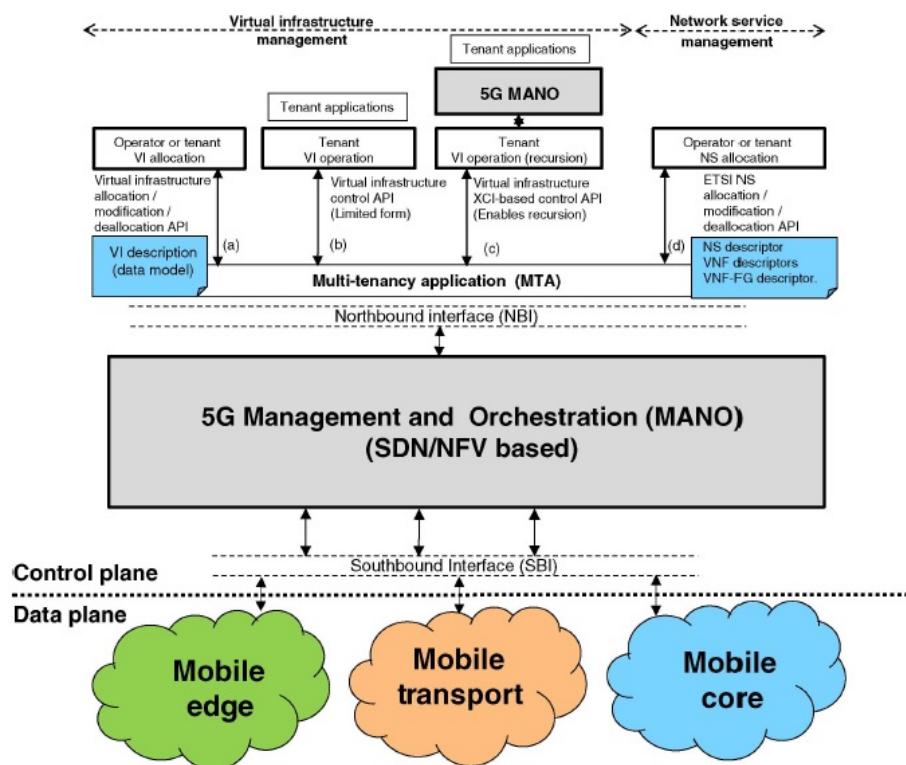 Virtual infrastructure
management
Network service
management
Tenant applications
5G MANO
Tenant applications
Operator or tenant
VI allocation
Tenant
VI operation
Tenant
VI operation (recursion)
Operator or tenant
NS allocation
Virtual infrastructure
allocation /
modification /
deallocation API
(a)
Virtual infrastructure
control API
(Limited form)
(b)
Virtual infrastructure
XCI-based control API
(Enables recursion)
(c)
(d)
ETSI NS
allocation /
modification /
deallocation API
VI description
(data model)
NS descriptor
VNF descriptors
VNF-FG descriptor.
Multi-tenancy application (MTA)
Northbound interface (NBI)
5G Management and Orchestration (MANO)
(SDN/NFV based)
Southbound Interface (SBI)
Control plane
Data plane
Mobile
edge
Mobile
transport
Mobile
core